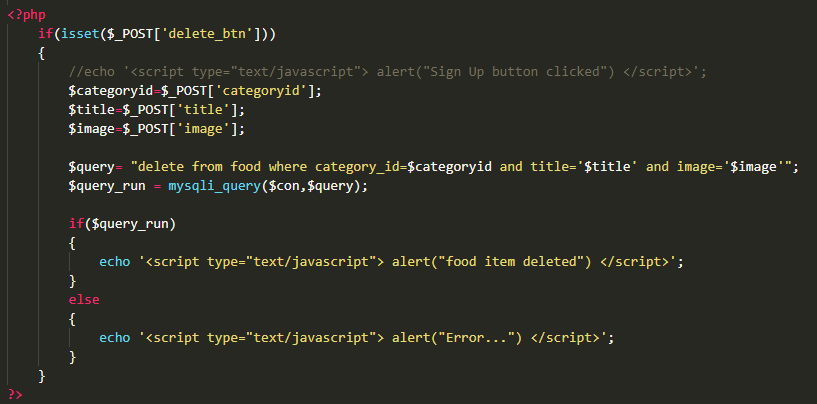 <?php
if(isset($_POST['delete_btn']))
{
//echo '<script type="text/javascript"> alert("Sign Up button clicked") </script>';
$categoryid=$_POST['categoryid'];
$title=$_POST['title'];
$image=$_POST['image'];
$query= "delete from food where category_id=$categoryid and title='$title' and image='$image'";
$query_run = mysqli_query($con,$query);
if($query_run)
{
echo '<script type="text/javascript"> alert("food item deleted") </script>';
}
else
{
echo '<script type="text/javascript"> alert("Error...") </script>';
}
}
?>